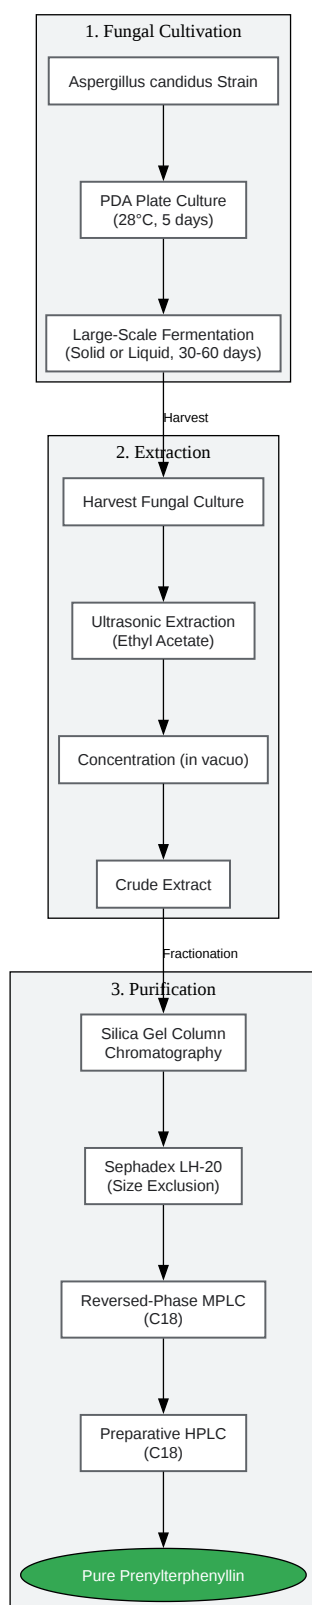 1. Fungal Cultivation
Aspergillus candidus Strain
PDA Plate Culture
(28°C, 5 days)
Large-Scale Fermentation
(Solid or Liquid, 30-60 days)
Harvest
2. Extraction
Harvest Fungal Culture
Ultrasonic Extraction
(Ethyl Acetate)
Concentration (in vacuo)
Crude Extract
Fractionation
3. Purification
Silica Gel Column
Chromatography
Sephadex LH-20
(Size Exclusion)
Reversed-Phase MPLC
(C18)
Preparative HPLC
(C18)
Pure Prenylterphenyllin